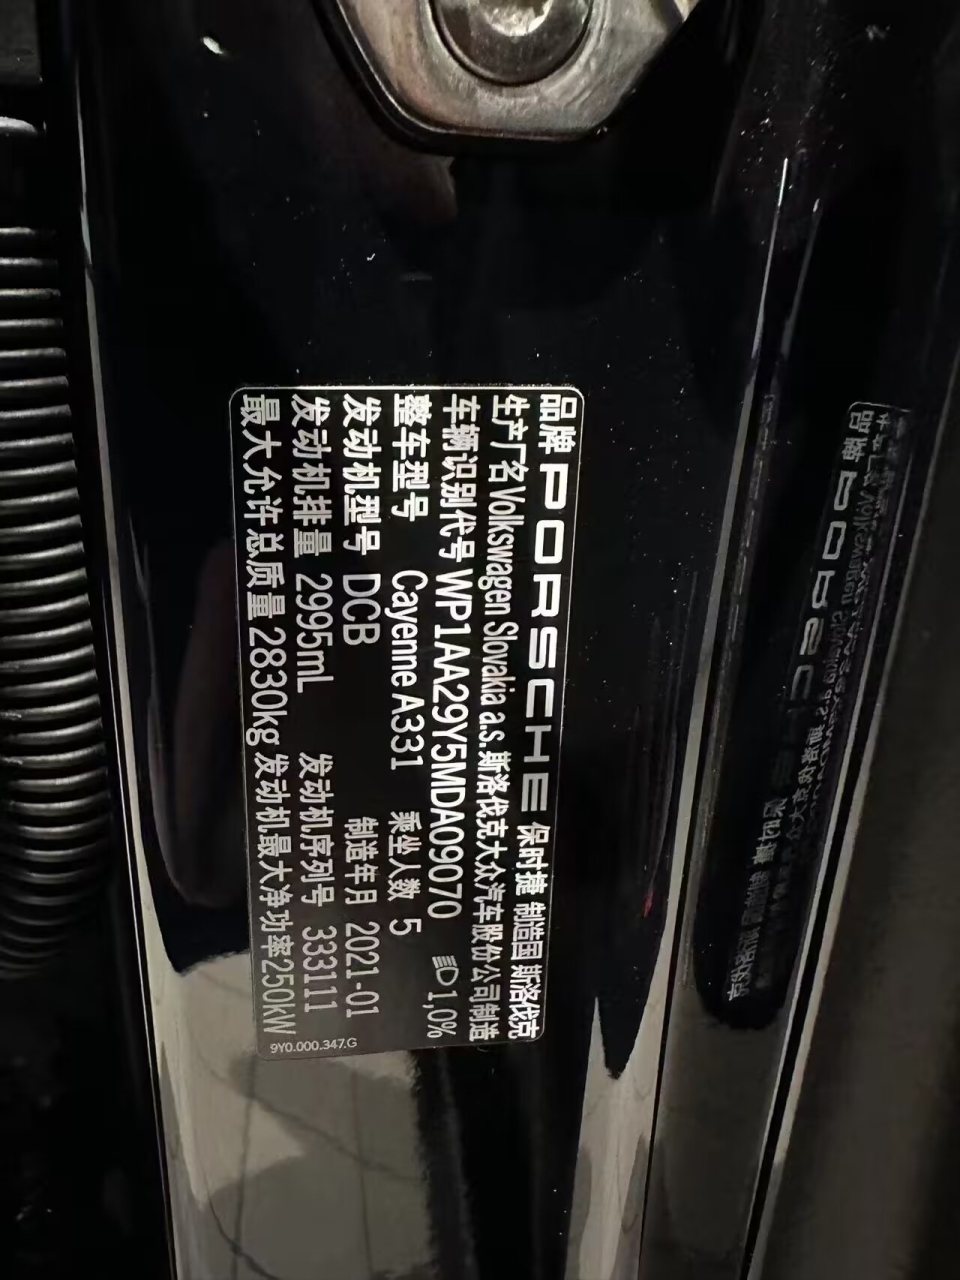 品牌 PORSCHE 保时捷 制造国 斯洛伐克
生产厂名 Volkswagen Slovakia a.s. 斯洛伐克大众汽车股份公司制造
车辆识别代号 WP1AA29Y5MDA09070 1,0%
整车型号 Cayenne A331 乘坐人数 5
发动机型号 DCB 制造年月 2021-01
发动机排量 2995mL 发动机序列号 333111
最大允许总质量 2830kg 发动机最大净功率250kW
9Y0.000.347.G